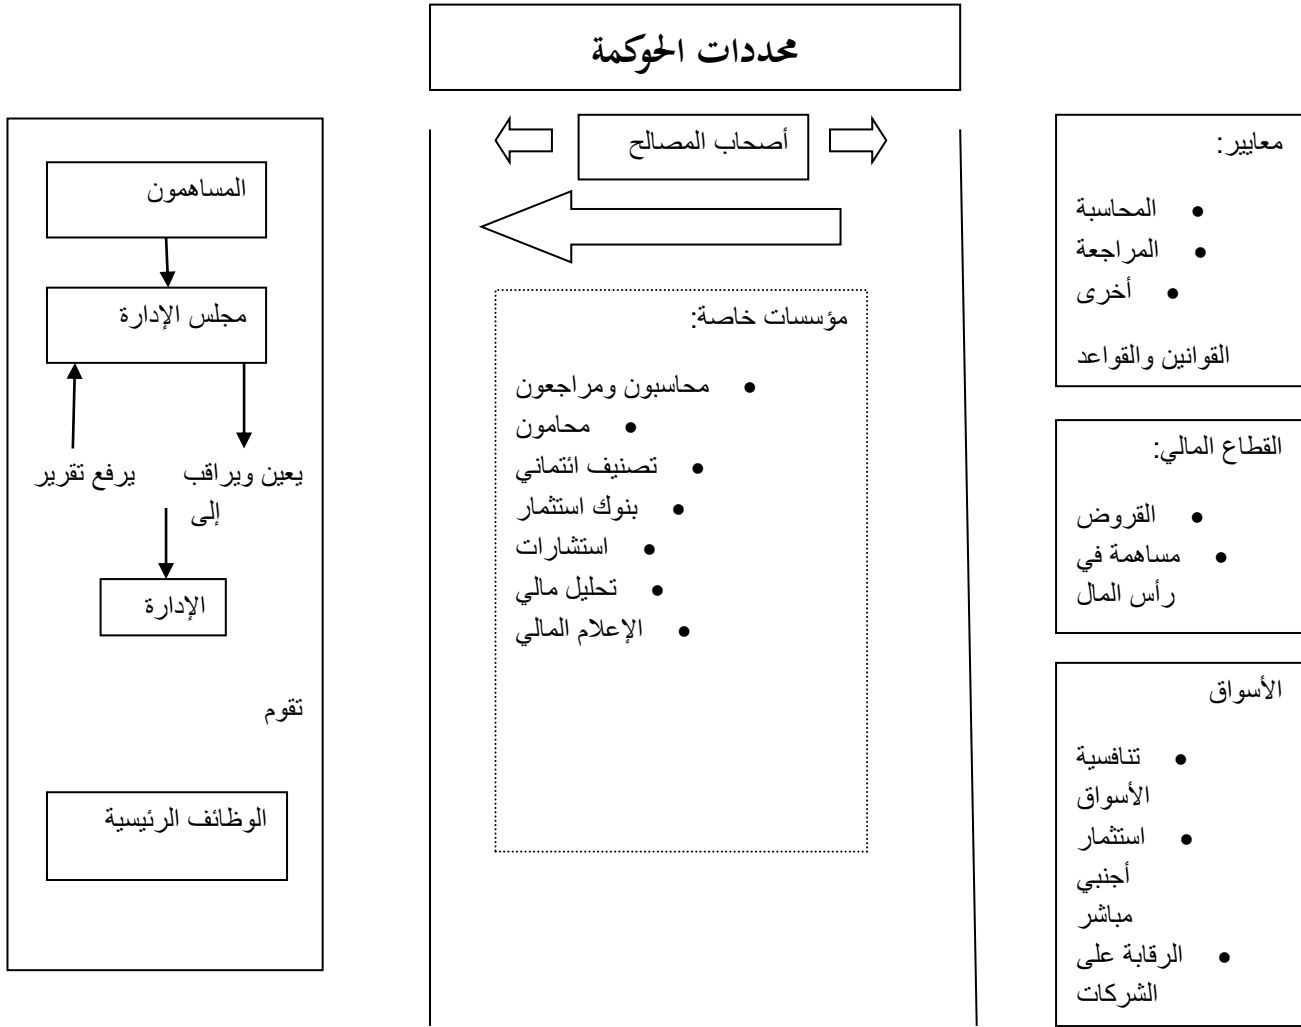 محددات الحوكمة
معايير:
المحاسبة
المراجعة
أخرى
القوانين والقواعد
القطاع المالي:
القروض
مساهمة في
رأس المال
الأسواق
تنافسية
الأسواق
استثمار
أجنبي
مباشر
الرقابة على
الشركات
أصحاب المصالح
مؤسسات خاصة:
محاسبون ومراجعون
محامون
تصنيف ائتماني
بنوك استثمار
استشارات
تحليل مالي
الإعلام المالي
المساهمون
مجلس الإدارة
يعين ويراقب يرفع تقرير
إلى
الإدارة
تقوم
الوظائف الرئيسية